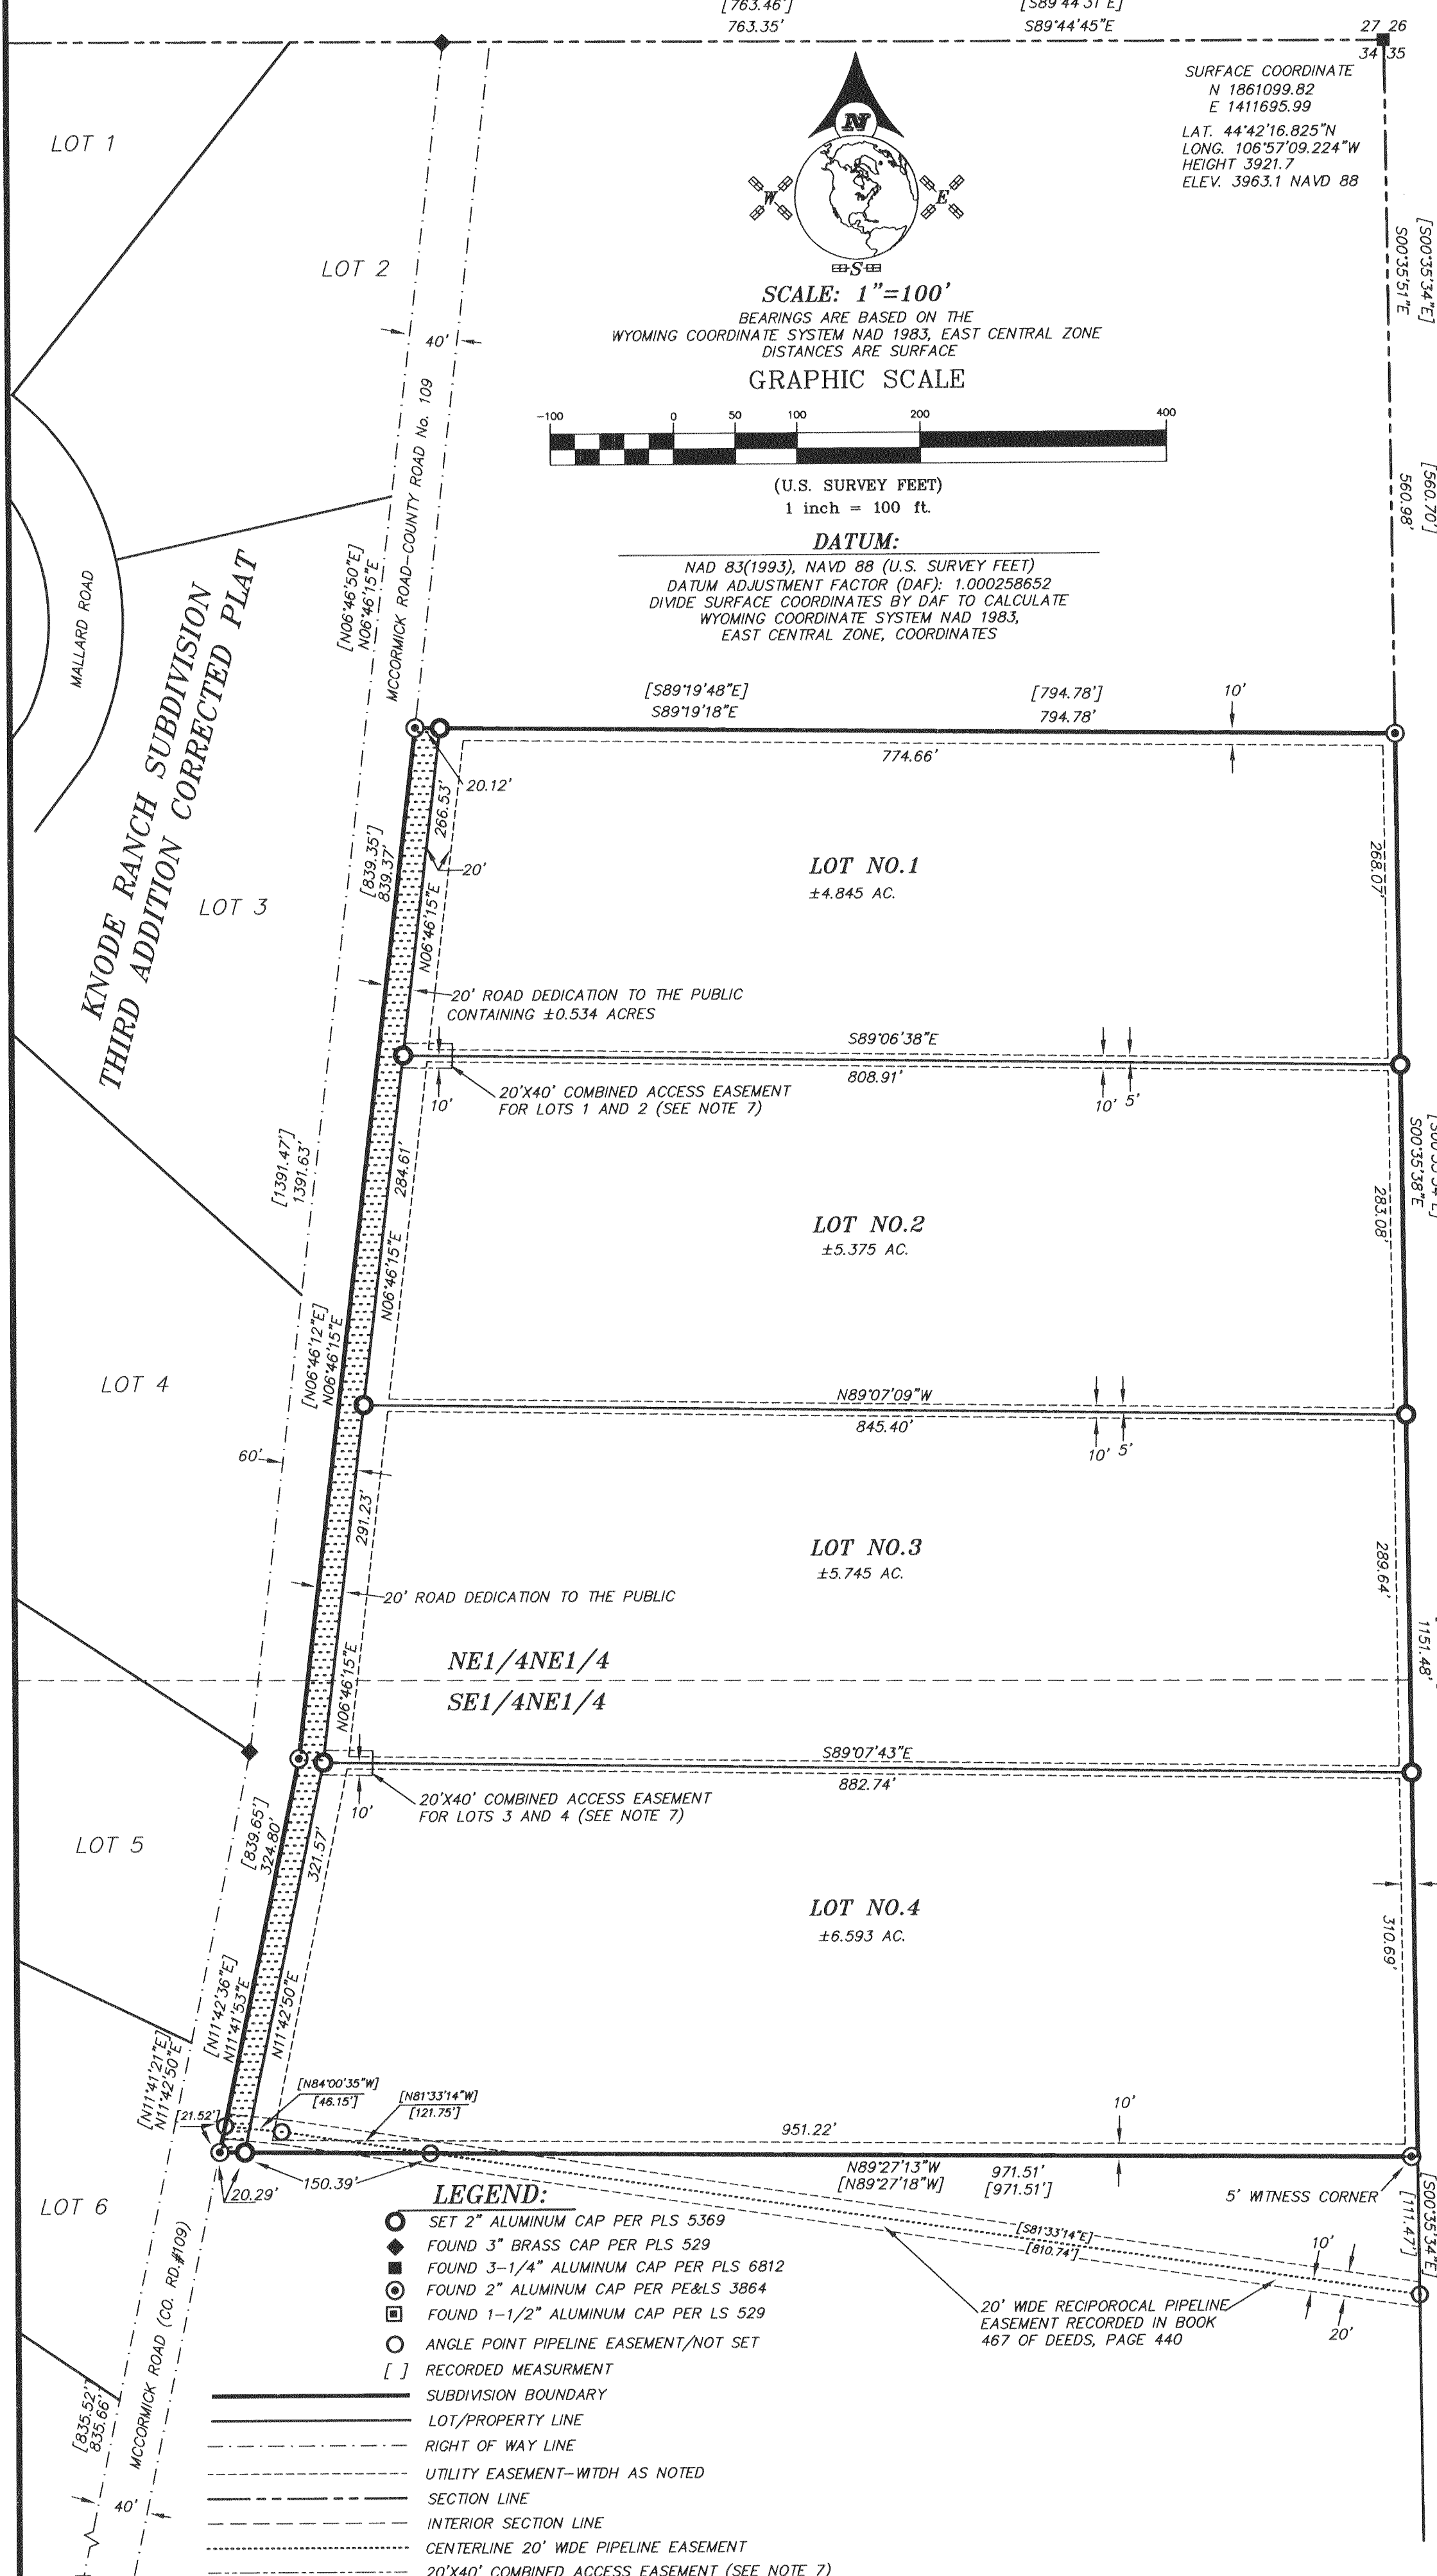 [763.46']
[S89°44'31"E]
763.35'
S89°44'45"E
27 26
34 35
SURFACE COORDINATE
N 1861099.82
E 1411695.99
LAT. 44°42'16.825"N
LONG. 106°57'09.224"W
HEIGHT 3921.7
ELEV. 3963.1 NAVD 88
LOT 1
LOT 2
N
W
E
S
SCALE: 1"=100'
BEARINGS ARE BASED ON THE
WYOMING COORDINATE SYSTEM NAD 1983, EAST CENTRAL ZONE
DISTANCES ARE SURFACE
GRAPHIC SCALE
-100 0 50 100 200 400
(U.S. SURVEY FEET)
1 inch = 100 ft.
DATUM:
NAD 83(1993), NAVD 88 (U.S. SURVEY FEET)
DATUM ADJUSTMENT FACTOR (DAF): 1.000258652
DIVIDE SURFACE COORDINATES BY DAF TO CALCULATE
WYOMING COORDINATE SYSTEM NAD 1983,
EAST CENTRAL ZONE, COORDINATES
[S00°35'34"E]
S00°35'51"E
[560.70']
560.98'
40'
MCCORMICK ROAD-COUNTY ROAD No. 109
[N06°46'50"E]
N06°46'15"E
MALLARD ROAD
KNODE RANCH SUBDIVISION
THIRD ADDITION CORRECTED PLAT
[S89°19'48"E]
[794.78']
10'
S89°19'18"E
794.78'
774.66'
20.12'
266.53'
20'
[839.35']
839.37'
N06°46'15"E
LOT NO.1
±4.845 AC.
268.07'
LOT 3
20' ROAD DEDICATION TO THE PUBLIC
CONTAINING ±0.534 ACRES
S89°06'38"E
808.91'
10'
20'X40' COMBINED ACCESS EASEMENT
FOR LOTS 1 AND 2 (SEE NOTE 7)
10' 5'
[1391.47']
1391.63'
284.61'
N06°46'15"E
LOT NO.2
±5.375 AC.
283.08'
S00°35'38"E
[N06°46'12"E]
N06°46'15"E
LOT 4
N89°07'09"W
845.40'
10' 5'
60'
291.23'
LOT NO.3
±5.745 AC.
289.64'
1151.48'
20' ROAD DEDICATION TO THE PUBLIC
N06°46'15"E
NE1/4NE1/4
SE1/4NE1/4
S89°07'43"E
882.74'
10'
20'X40' COMBINED ACCESS EASEMENT
FOR LOTS 3 AND 4 (SEE NOTE 7)
LOT 5
[839.65']
324.80'
321.57'
LOT NO.4
±6.593 AC.
310.69'
[N11°42'36"E]
N11°41'53"E
N11°42'50"E
[N11°41'21"E]
N11°42'50"E
[N84°00'35"W]
[46.15']
[N81°33'14"W]
[121.75']
[21.52']
951.22'
10'
N89°27'13"W
971.51'
[N89°27'18"W]
[971.51']
150.39'
20.29'
5' WITNESS CORNER
[S00°35'34"E]
[111.47']
LOT 6
[S81°33'14"E]
[810.74']
10'
20'
20' WIDE RECIPOROCAL PIPELINE
EASEMENT RECORDED IN BOOK
467 OF DEEDS, PAGE 440
MCCORMICK ROAD (CO. RD.#109)
[835.52']
835.66'
40'
LEGEND:
SET 2" ALUMINUM CAP PER PLS 5369
FOUND 3" BRASS CAP PER PLS 529
FOUND 3-1/4" ALUMINUM CAP PER PLS 6812
FOUND 2" ALUMINUM CAP PER PE&LS 3864
FOUND 1-1/2" ALUMINUM CAP PER LS 529
ANGLE POINT PIPELINE EASEMENT/NOT SET
[ ] RECORDED MEASURMENT
SUBDIVISION BOUNDARY
LOT/PROPERTY LINE
RIGHT OF WAY LINE
UTILITY EASEMENT-WITDH AS NOTED
SECTION LINE
INTERIOR SECTION LINE
CENTERLINE 20' WIDE PIPELINE EASEMENT
20'X40' COMBINED ACCESS EASEMENT (SEE NOTE 7)